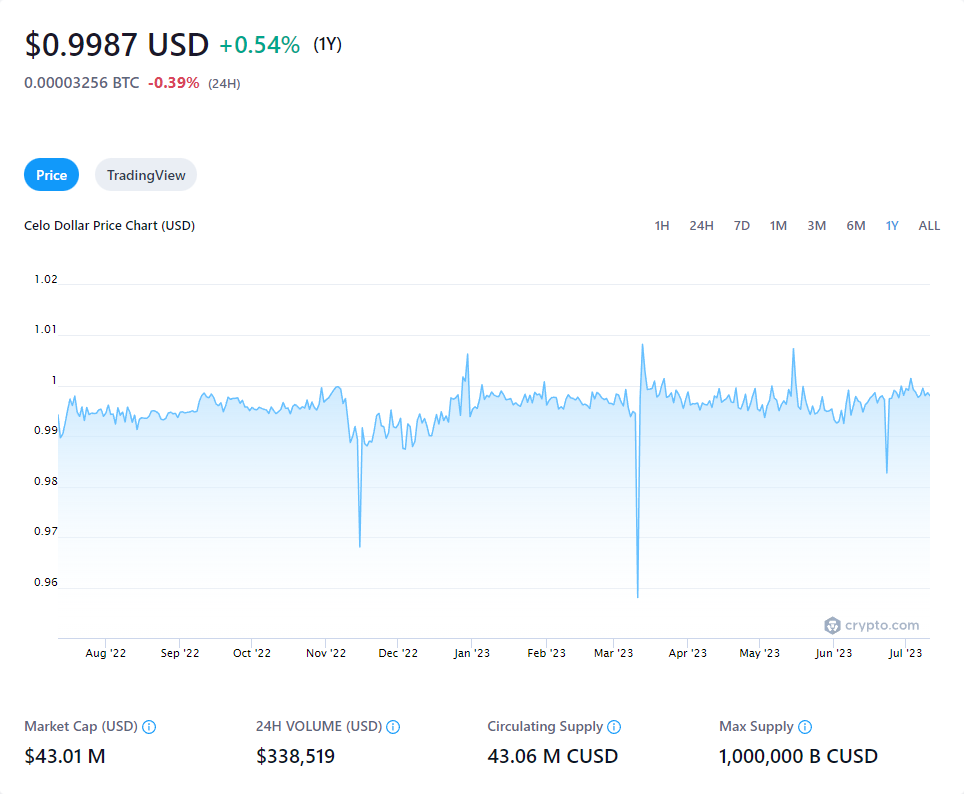 $0.9987 USD +0.54% (1Y)
0.00003256 BTC -0.39% (24H)
Price TradingView
Celo Dollar Price Chart (USD) 1H 24H 7D 1M 3M 6M 1Y ALL
1.02
1.01
1
0.99
0.98
0.97
0.96
crypto.com
Aug '22 Sep '22 Oct '22 Nov '22 Dec '22 Jan '23 Feb '23 Mar '23 Apr '23 May '23 Jun '23 Jul '23
Market Cap (USD) 24H VOLUME (USD) Circulating Supply Max Supply
$43.01 M $338,519 43.06 M CUSD 1,000,000 B CUSD